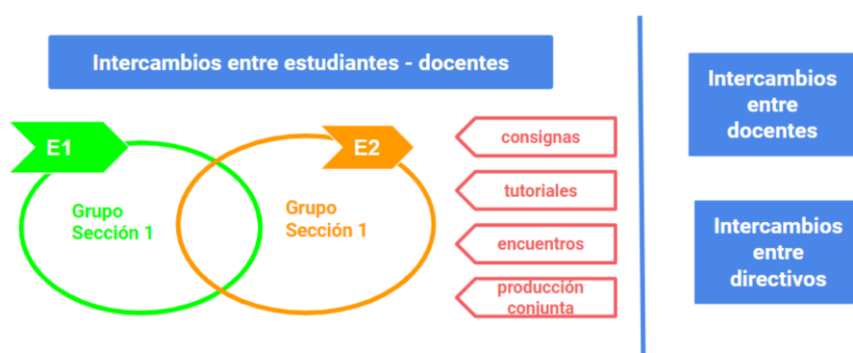 Intercambios entre estudiantes - docentes
E1
Grupo
Sección 1
E2
Grupo
Sección 1
consignas
tutoriales
encuentros
producción
conjunta
Intercambios
entre
docentes
Intercambios
entre
directivos